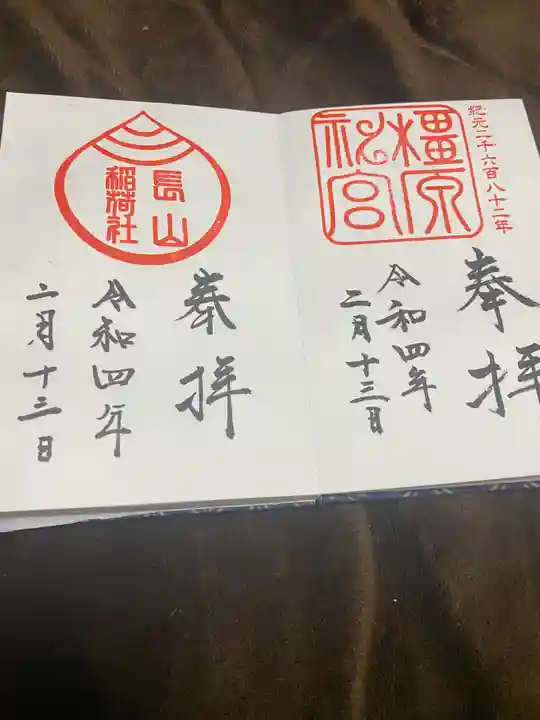 紀元二千六百八十二年
橿原
神宮
奉拝
令和四年
二月十三日
長山
稲荷社
奉拝
令和四年
二月十三日